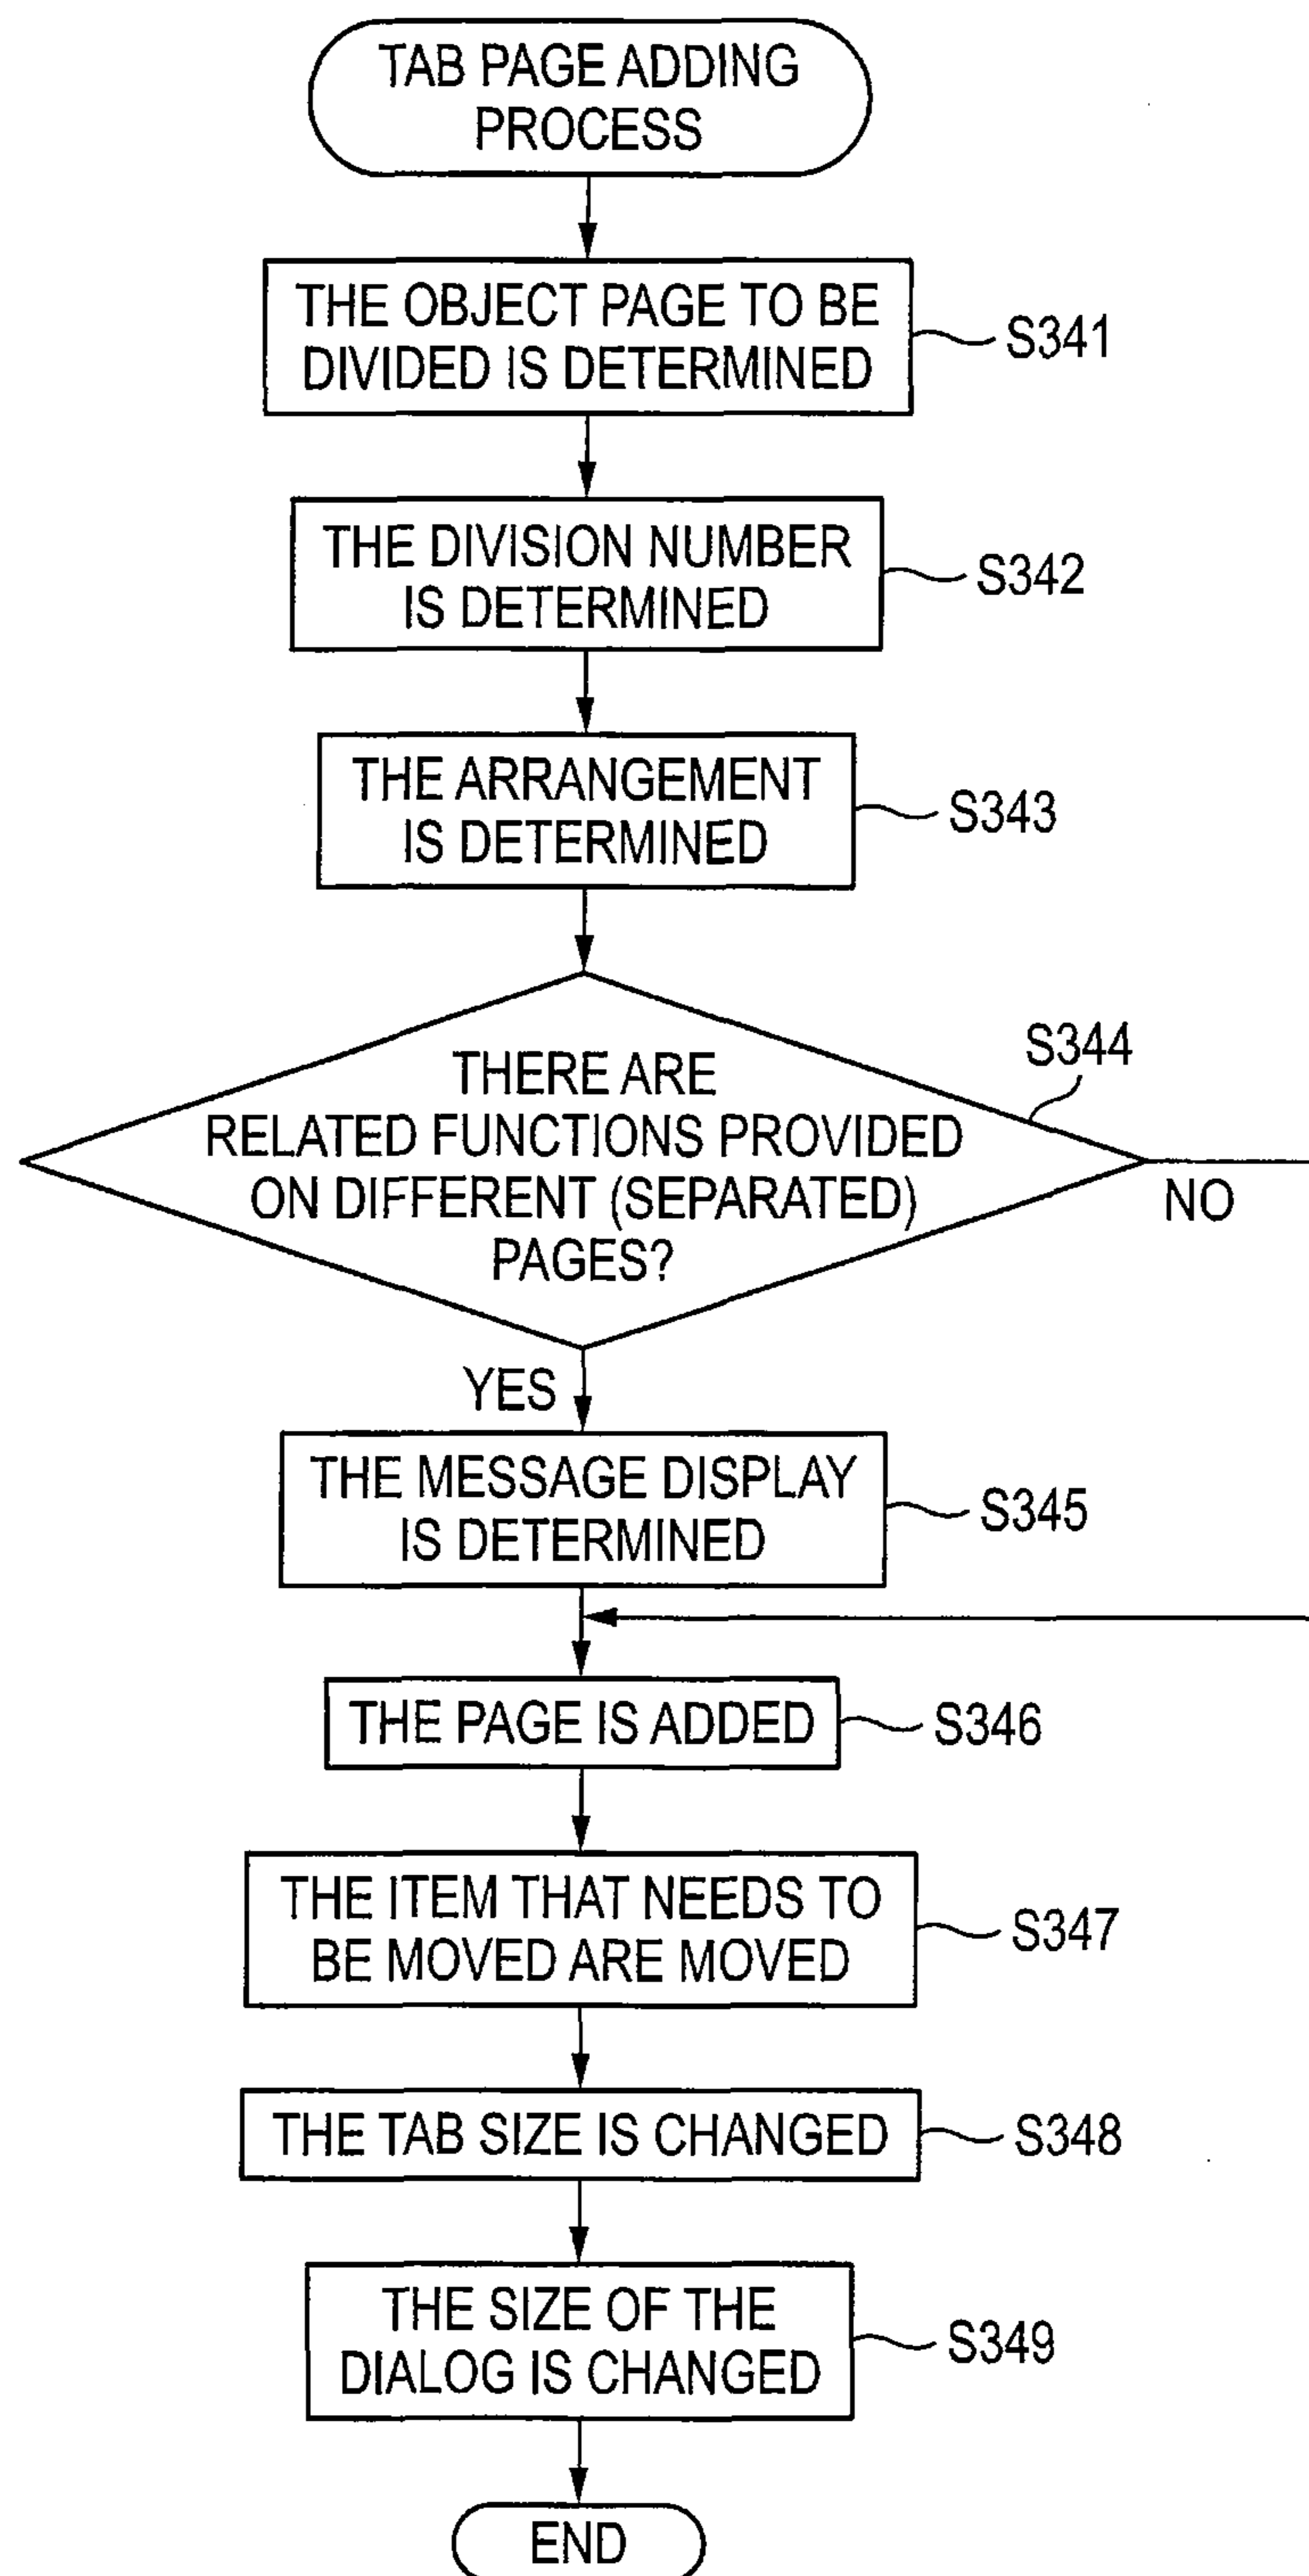 TAB PAGE ADDING
PROCESS
THE OBJECT PAGE TO BE
DIVIDED IS DETERMINED
S341
THE DIVISION NUMBER
IS DETERMINED
S342
THE ARRANGEMENT
IS DETERMINED
S343
S344
THERE ARE
RELATED FUNCTIONS PROVIDED
ON DIFFERENT (SEPARATED)
PAGES?
NO
YES
THE MESSAGE DISPLAY
IS DETERMINED
S345
THE PAGE IS ADDED
S346
THE ITEM THAT NEEDS TO
BE MOVED ARE MOVED
S347
THE TAB SIZE IS CHANGED
S348
THE SIZE OF THE
DIALOG IS CHANGED
S349
END